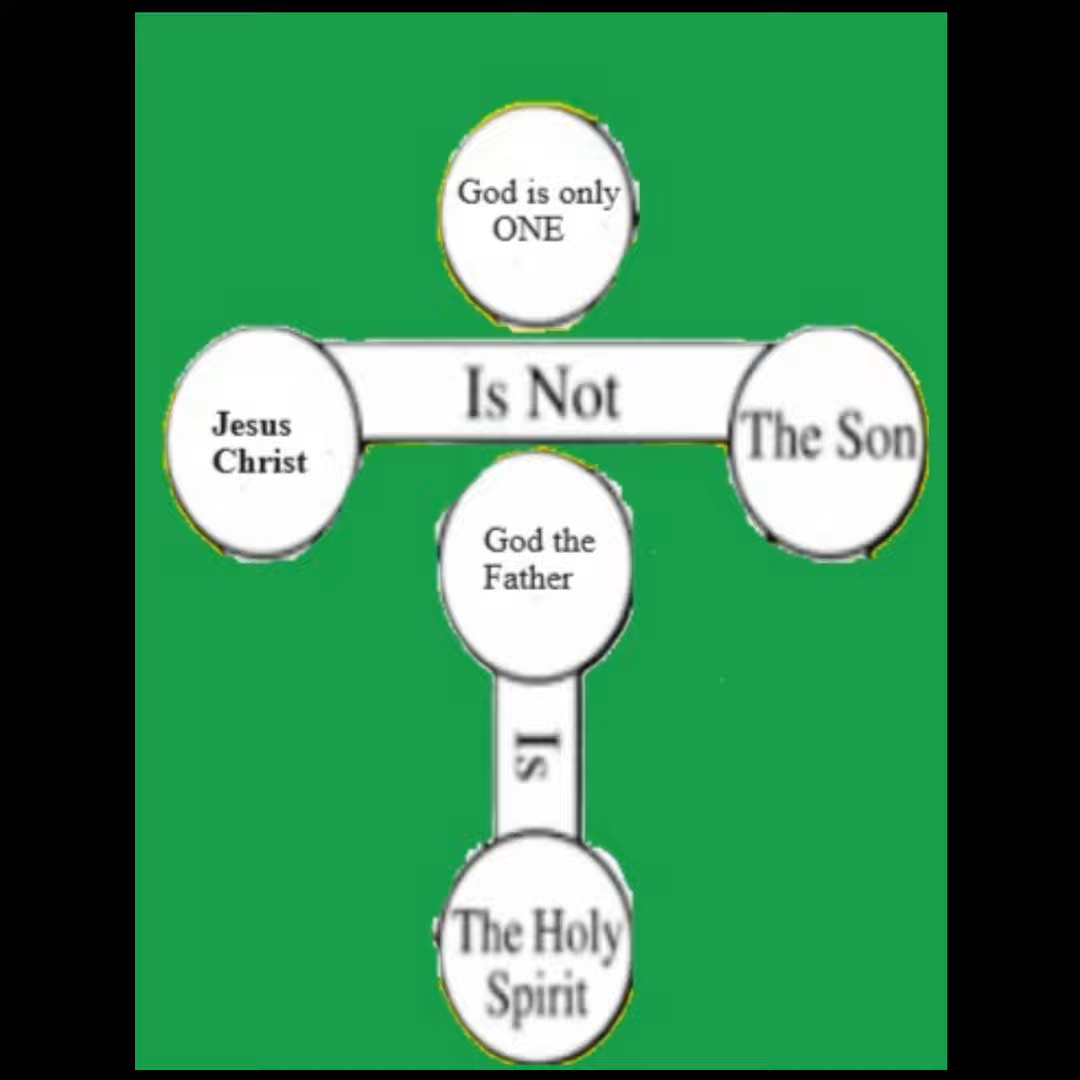 God is only
ONE
Is Not
Jesus
Christ
The Son
God the
Father
Is
The Holy
Spirit